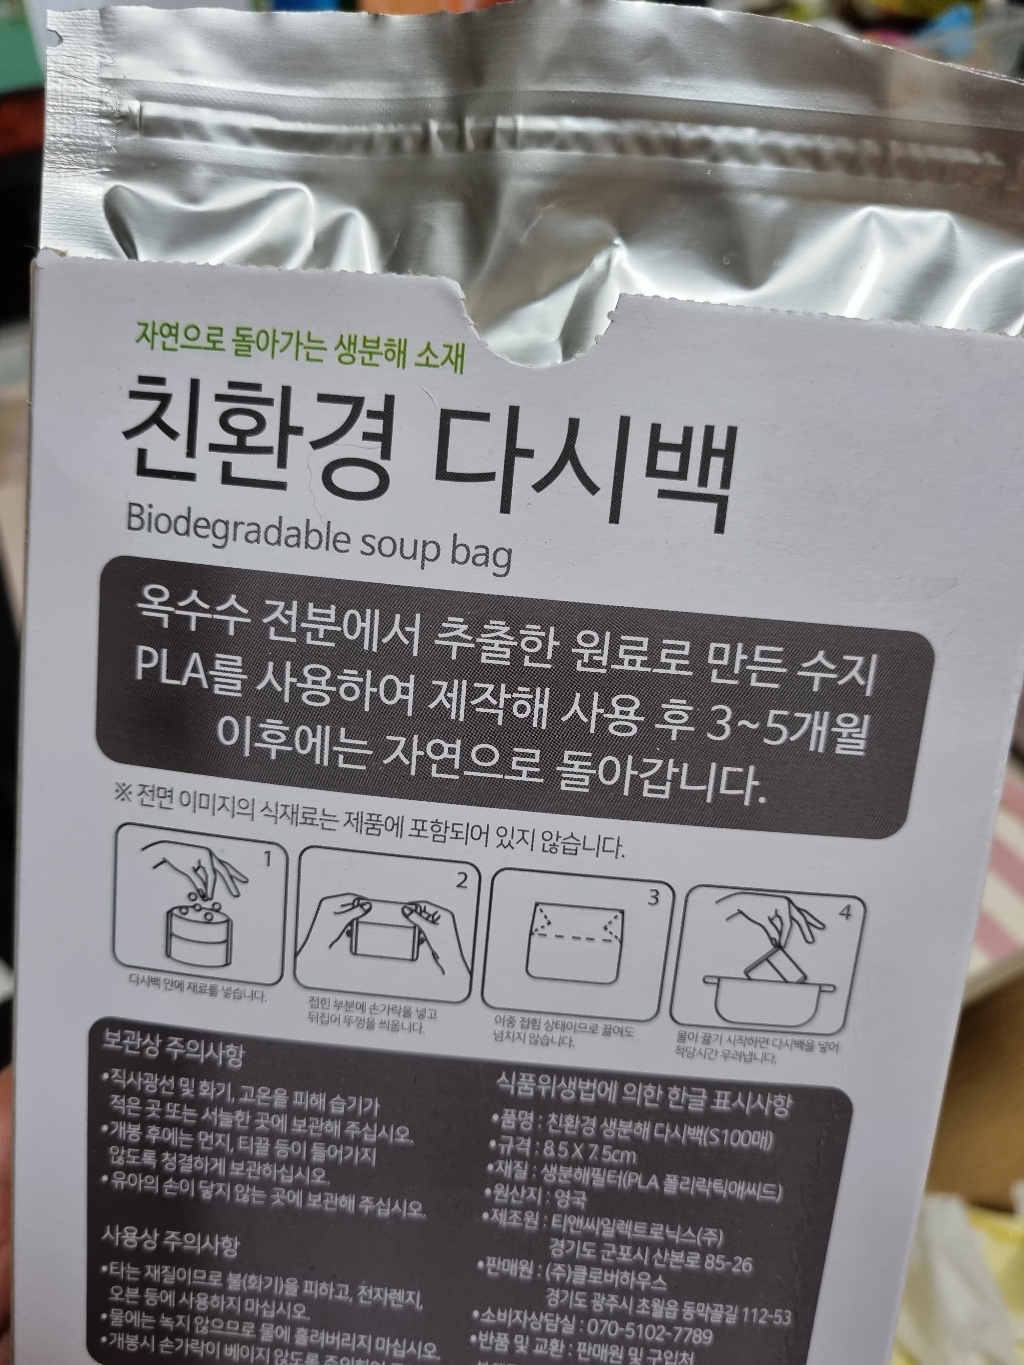 자연으로 돌아가는 생분해 소재
친환경 다시백
Biodegradable soup bag
옥수수 전분에서 추출한 원료로 만든 수지
PLA를 사용하여 제작해 사용 후 3~5개월
이후에는 자연으로 돌아갑니다.
※ 전면 이미지의 식재료는 제품에 포함되어 있지 않습니다.
1
다시백 안에 재료를 넣습니다.
2
접힌 부분에 손가락을 넣고
뒤집어 뚜껑을 씌웁니다.
3
이중 접힘 상태이므로 끓여도
넘치지 않습니다.
4
물이 끓기 시작하면 다시백을 넣어
적당시간 우려냅니다.
보관상 주의사항
•직사광선 및 화기, 고온을 피해 습기가
적은 곳 또는 서늘한 곳에 보관해 주십시오.
•개봉 후에는 먼지, 티끌 등이 들어가지
않도록 청결하게 보관하십시오.
•유아의 손이 닿지 않는 곳에 보관해 주십시오.
사용상 주의사항
•타는 재질이므로 불(화기)을 피하고, 전자렌지,
오븐 등에 사용하지 마십시오.
•물에는 녹지 않으므로 물에 흘려버리지 마십시오.
•개봉시 손가락이 베이지 않도록
식품위생법에 의한 한글 표시사항
•품명 : 친환경 생분해 다시백(S100매)
•규격 : 8.5 X 7.5cm
•재질 : 생분해필터(PLA 폴리락틱애씨드)
•원산지 : 영국
•제조원 : 티앤씨일렉트로닉스(주)
경기도 군포시 산본로 85-26
•판매원 : (주)클로버하우스
경기도 광주시 초월읍 동막골길 112-53
•소비자상담실 : 070-5102-7789
•반품 및 교환 : 판매원 및 구입처